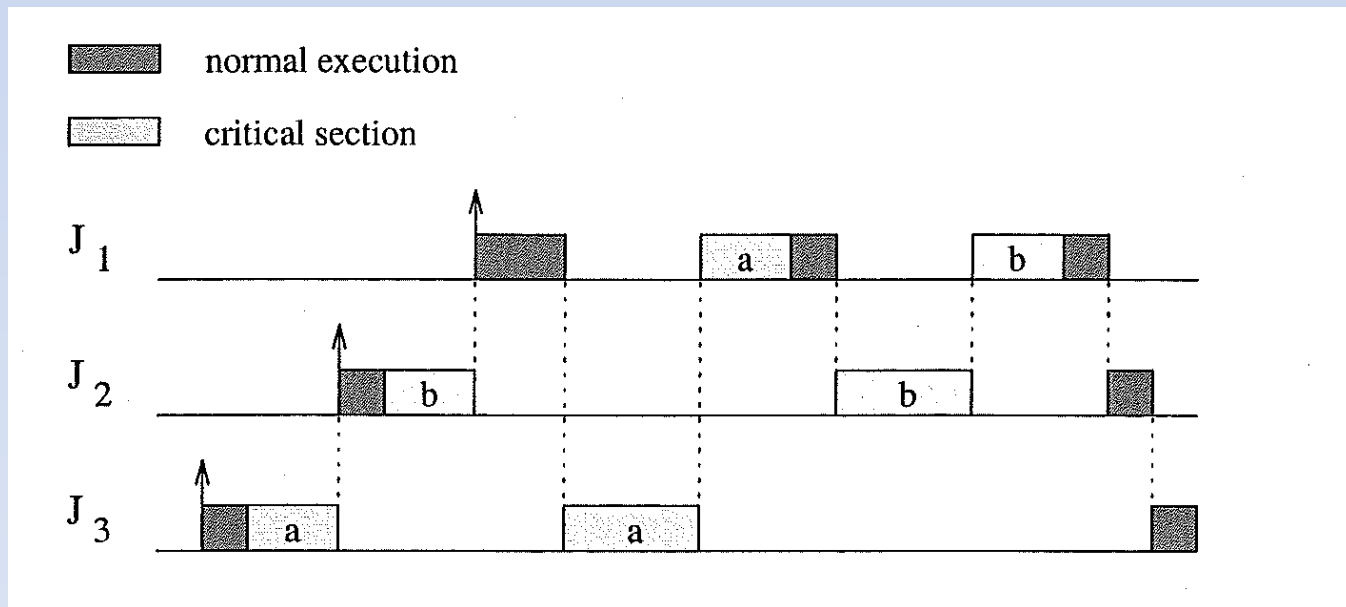 normal execution
critical section
J 1
a
b
J 2
b
b
J 3
a
a